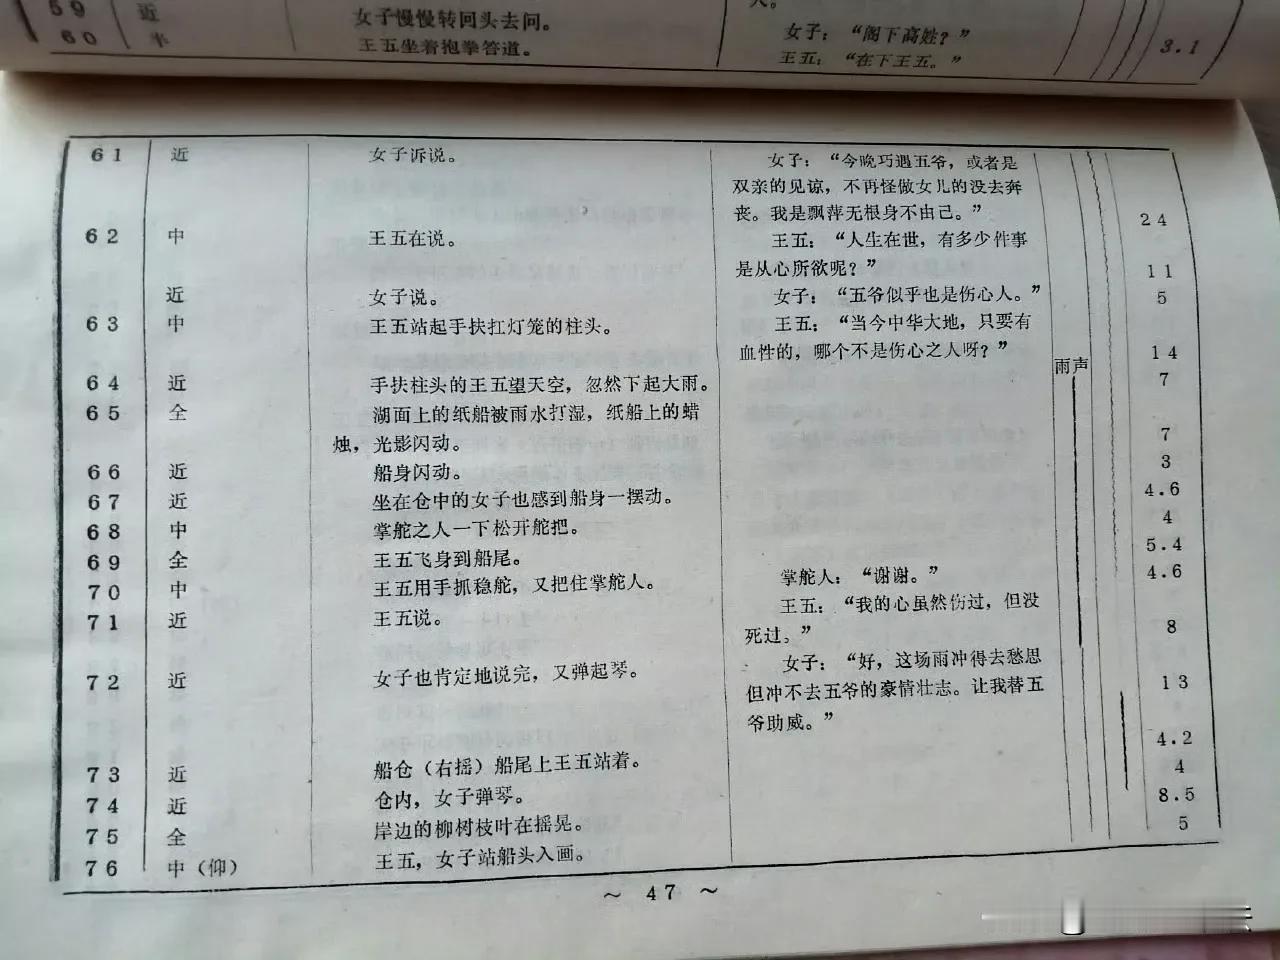 59 近 女子慢慢转回头去问。 女子：“阁下高姓？”
60 半 王五坐着抱拳答道。 王五：“在下王五。” 3.1
61 近 女子诉说。 女子：“今晚巧遇五爷，或者是
双亲的见谅，不再怪做女儿的没去奔
丧。我是飘萍无根身不由己。” 24
62 中 王五在说。 王五：“人生在世，有多少件事
是从心所欲呢？” 11
近 女子说。 女子：“五爷似乎也是伤心人。” 5
63 中 王五站起手扶扛灯笼的柱头。 王五：“当今中华大地，只要有
血性的，哪个不是伤心之人呀？” 14
雨声
64 近 手扶柱头的王五望天空，忽然下起大雨。 7
65 全 湖面上的纸船被雨水打湿，纸船上的蜡
烛，光影闪动。 7
66 近 船身闪动。 3
67 近 坐在仓中的女子也感到船身一摆动。 4.6
68 中 掌舵之人一下松开舵把。 4
69 全 王五飞身到船尾。 5.4
70 中 王五用手抓稳舵，又把住掌舵人。 掌舵人：“谢谢。” 4.6
71 近 王五说。 王五：“我的心虽然伤过，但没
死过。” 8
72 近 女子也肯定地说完，又弹起琴。 女子：“好，这场雨冲得去愁思
但冲不去五爷的豪情壮志。让我替五
爷助威。” 13
73 近 船仓（右摇）船尾上王五站着。 4.2
74 近 仓内，女子弹琴。 4
75 全 岸边的柳树枝叶在摇晃。 8.5
76 中（仰） 王五，女子站船头入画。 5
～ 47 ～